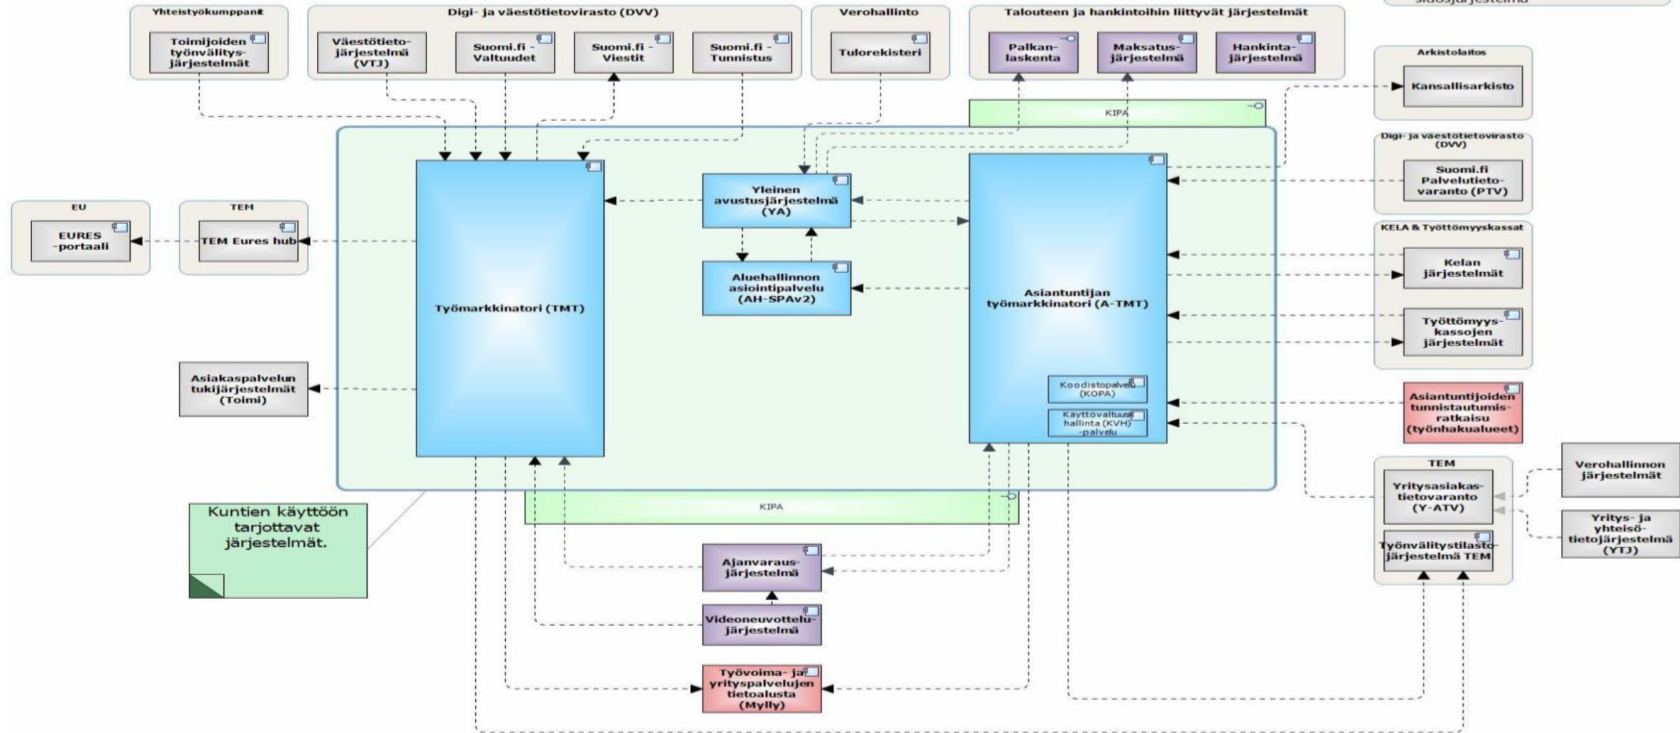 sidosjärjestelmä
Yhteistyökumppanit
Toimijoiden
työnvälitys-
järjestelmät
Digi- ja väestötietovirasto (DVV)
Väestötieto-
järjestelmä
(VTJ)
Suomi.fi -
Valtuudet
Suomi.fi -
Viestit
Suomi.fi -
Tunnistus
Verohallinto
Tulorekisteri
Talouteen ja hankintoihin liittyvät järjestelmät
Palkan-
laskenta
Maksatus-
järjestelmä
Hankinta-
järjestelmä
Arkistolaitos
Kansallisarkisto
KIPA
Digi- ja väestötietovirasto
(DVV)
Suomi.fi
Palvelutieto-
varanto (PTV)
Yleinen
avustusjärjestelmä
(YA)
EU
EURES
-portaali
TEM
TEM Eures hub
KELA & Työttömyyskassat
Kelan
järjestelmät
Aluehallinnon
asiointipalvelu
(AH-SPAv2)
Työmarkkinatori (TMT)
Asiantuntijan
työmarkkinatori (A-TMT)
Työttömyys-
kassojen
järjestelmät
Asiakaspalvelun
tukijärjestelmät
(Toimi)
Koodistopalvelu
(KOPA)
Käyttövaltuus
hallinta (KVH)
-palvelu
Asiantuntijoiden
tunnistautumis-
ratkaisu
(työnhakualueet)
TEM
Yritysasiakas-
tietovaranto
(Y-ATV)
Työnvälitystilasto-
järjestelmä TEM
Verohallinnon
järjestelmät
Yritys- ja
yhteisö-
tietojärjestelmä
(YTJ)
KIPA
Kuntien käyttöön
tarjottavat
järjestelmät.
Ajanvaraus-
järjestelmä
Videoneuvottelu-
järjestelmä
Työvoima- ja
yrityspalvelujen
tietoalusta
(Mylly)